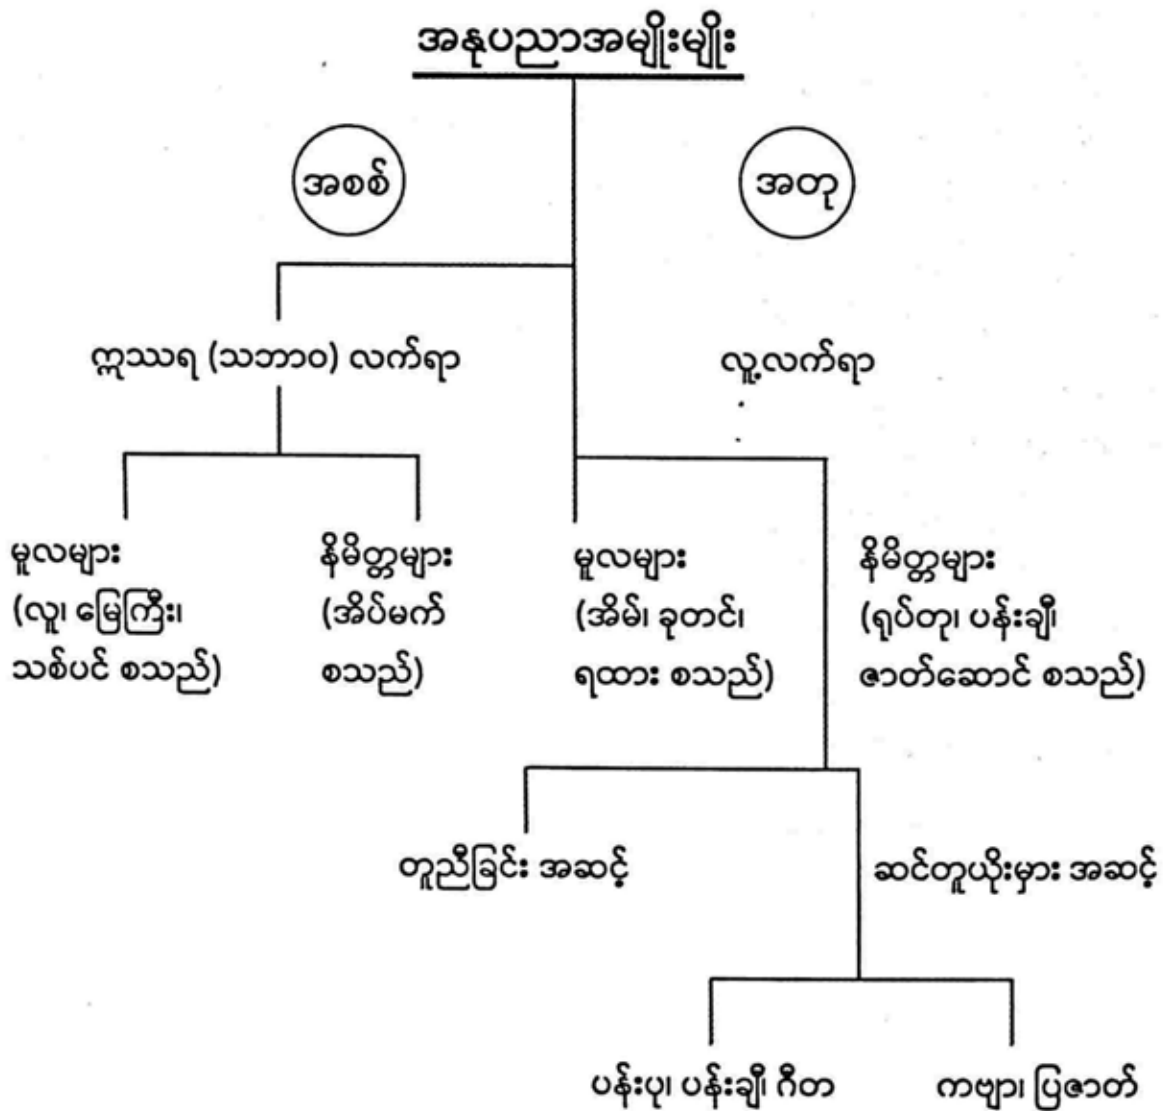 အနုပညာအမျိုးမျိုး
အစစ်
အတု
ဣဿရ (သဘာဝ) လက်ရာ
လူ့လက်ရာ
မူလများ
(လူ၊ မြေကြီး၊
သစ်ပင် စသည်)
နိမိတ္တများ
(အိပ်မက်
စသည်)
မူလများ
(အိမ်၊ ခုတင်၊
ရထား စသည်)
နိမိတ္တများ
(ရုပ်တု၊ ပန်းချီ၊
ဇာတ်ဆောင် စသည်)
တူညီခြင်း အဆင့်
ဆင်တူယိုးမှား အဆင့်
ပန်းပု၊ ပန်းချီ၊ ဂီတ
ကဗျာ၊ ပြဇာတ်